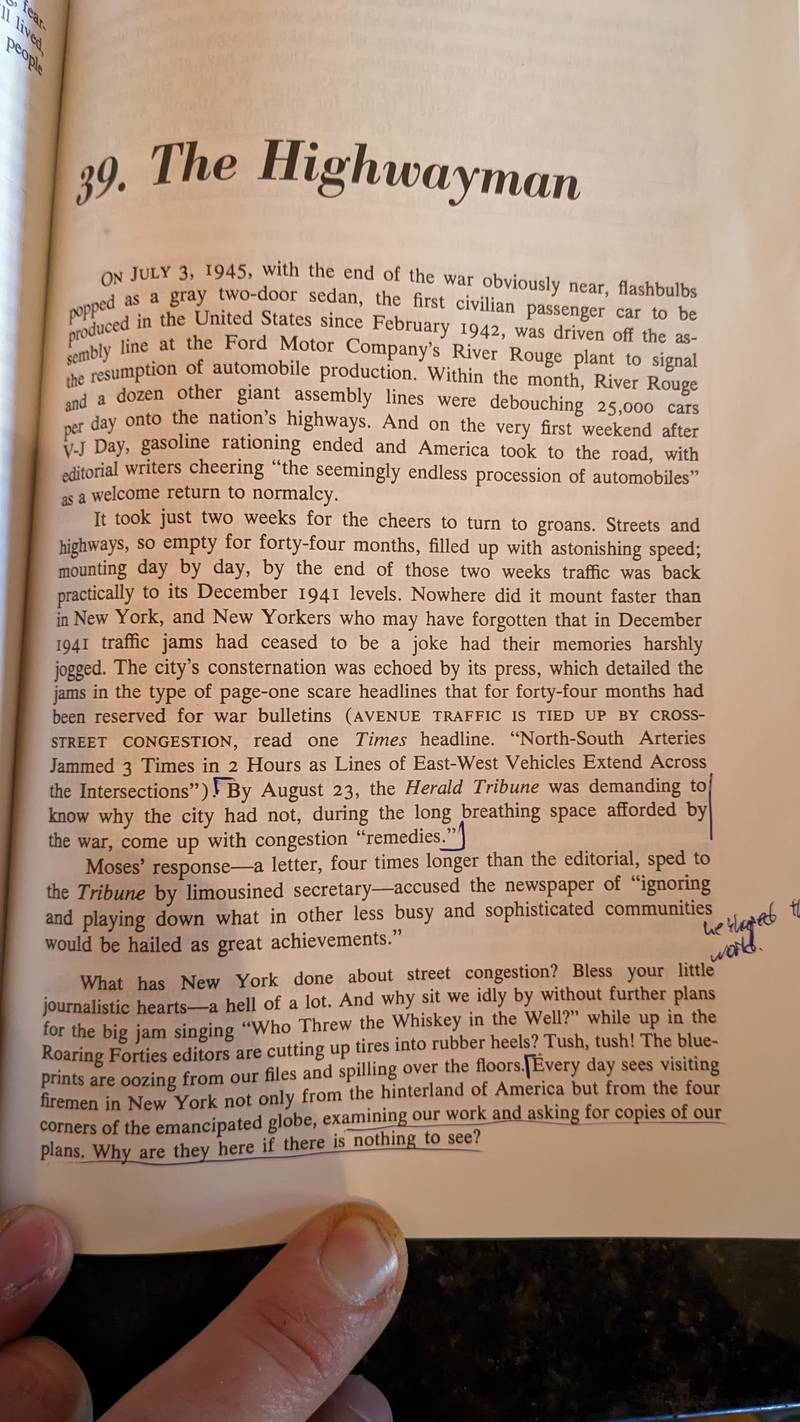 fear.
ll lived
people
39. The Highwayman
ON JULY 3, 1945, with the end of the war obviously near, flashbulbs
popped as a gray two-door sedan, the first civilian passenger car to be
produced in the United States since February 1942, was driven off the as-
sembly line at the Ford Motor Company's River Rouge plant to signal
the resumption of automobile production. Within the month, River Rouge
and a dozen other giant assembly lines were debouching 25,000 cars
per day onto the nation's highways. And on the very first weekend after
V-J Day, gasoline rationing ended and America took to the road, with
editorial writers cheering “the seemingly endless procession of automobiles”
as a welcome return to normalcy.
It took just two weeks for the cheers to turn to groans. Streets and
highways, so empty for forty-four months, filled up with astonishing speed;
mounting day by day, by the end of those two weeks traffic was back
practically to its December 1941 levels. Nowhere did it mount faster than
in New York, and New Yorkers who may have forgotten that in December
1941 traffic jams had ceased to be a joke had their memories harshly
jogged. The city's consternation was echoed by its press, which detailed the
jams in the type of page-one scare headlines that for forty-four months had
been reserved for war bulletins (AVENUE TRAFFIC IS TIED UP BY CROSS-
STREET CONGESTION, read one Times headline. “North-South Arteries
Jammed 3 Times in 2 Hours as Lines of East-West Vehicles Extend Across
the Intersections”). By August 23, the Herald Tribune was demanding to
know why the city had not, during the long breathing space afforded by
the war, come up with congestion “remedies.”
Moses' response—a letter, four times longer than the editorial, sped to
the Tribune by limousined secretary—accused the newspaper of “ignoring
and playing down what in other less busy and sophisticated communities
would be hailed as great achievements.”
he shaped
world.
What has New York done about street congestion? Bless your little
journalistic hearts—a hell of a lot. And why sit we idly by without further plans
for the big jam singing “Who Threw the Whiskey in the Well?” while up in the
Roaring Forties editors are cutting up tires into rubber heels? Tush, tush! The blue-
prints are oozing from our files and spilling over the floors. Every day sees visiting
firemen in New York not only from the hinterland of America but from the four
corners of the emancipated globe, examining our work and asking for copies of our
plans. Why are they here if there is nothing to see?